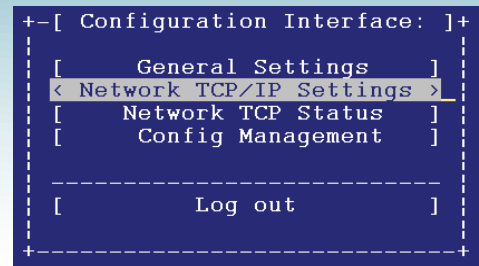 +-[ Configuration Interface: ]+
[ General Settings ]
< Network TCP/IP Settings >
[ Network TCP Status ]
[ Config Management ]
[ Log out ]